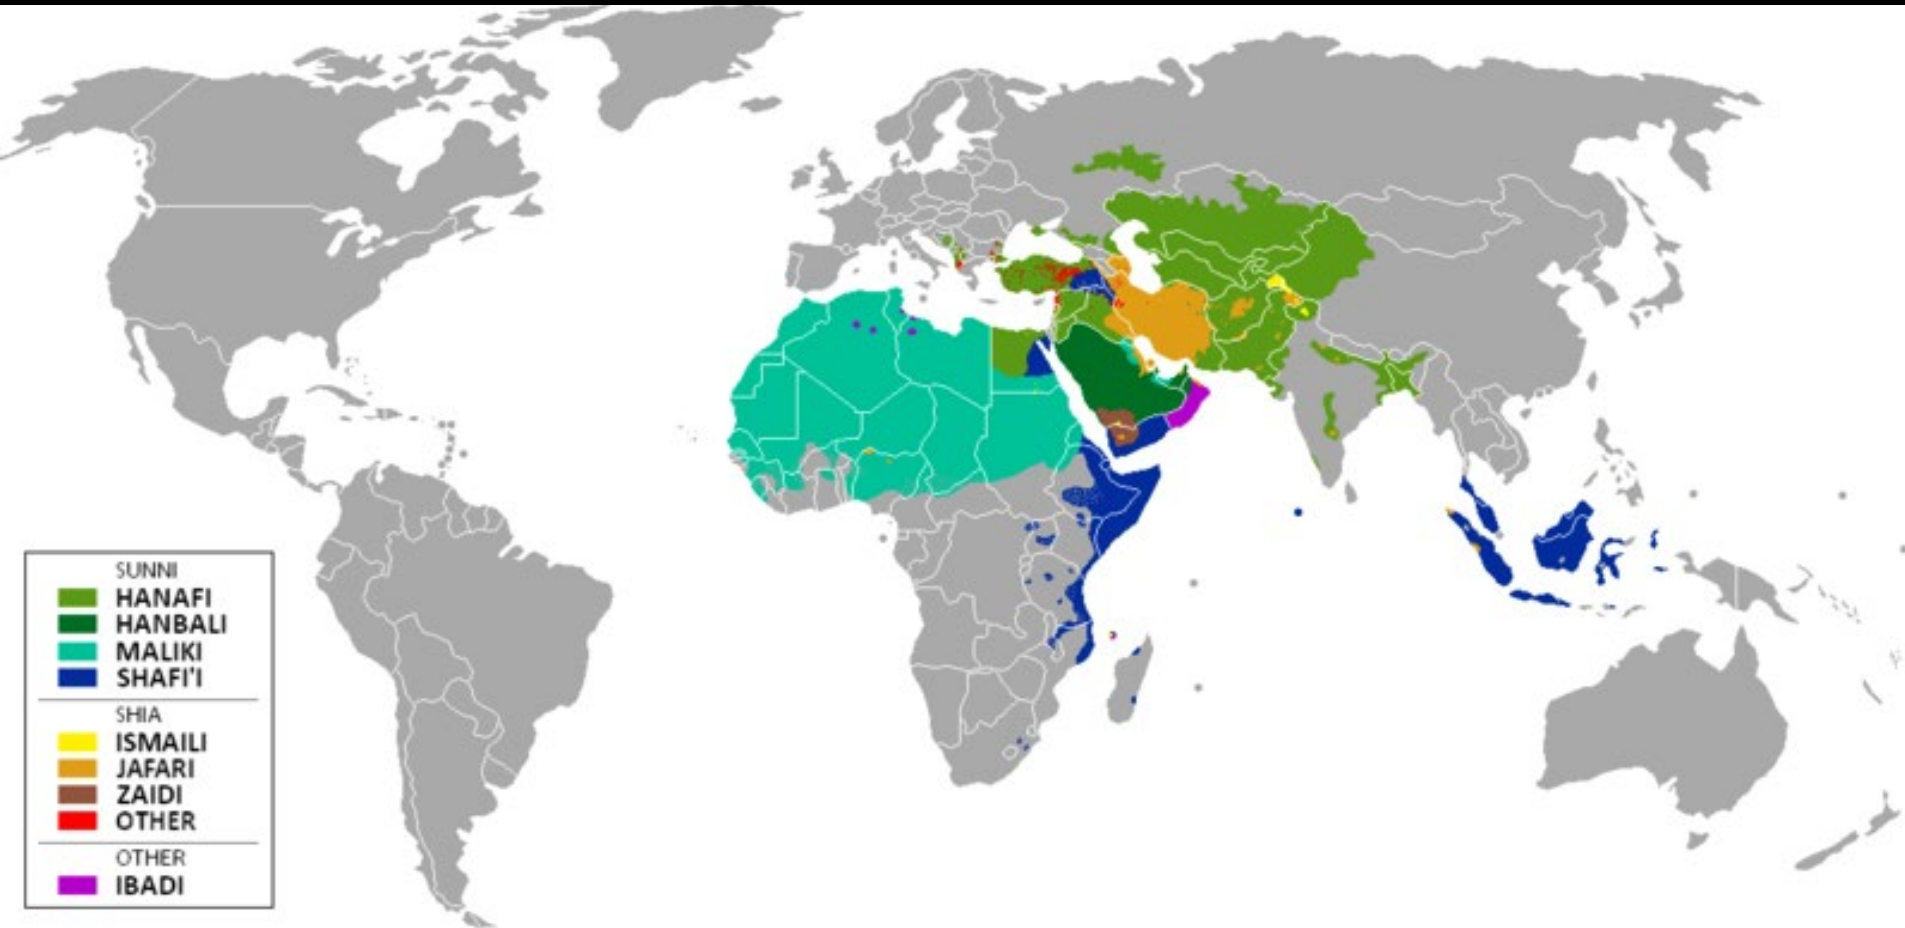 SUNNI
HANAFI
HANBALI
MALIKI
SHAFI'I
SHIA
ISMAILI
JAFARI
ZAIDI
OTHER
OTHER
IBADI